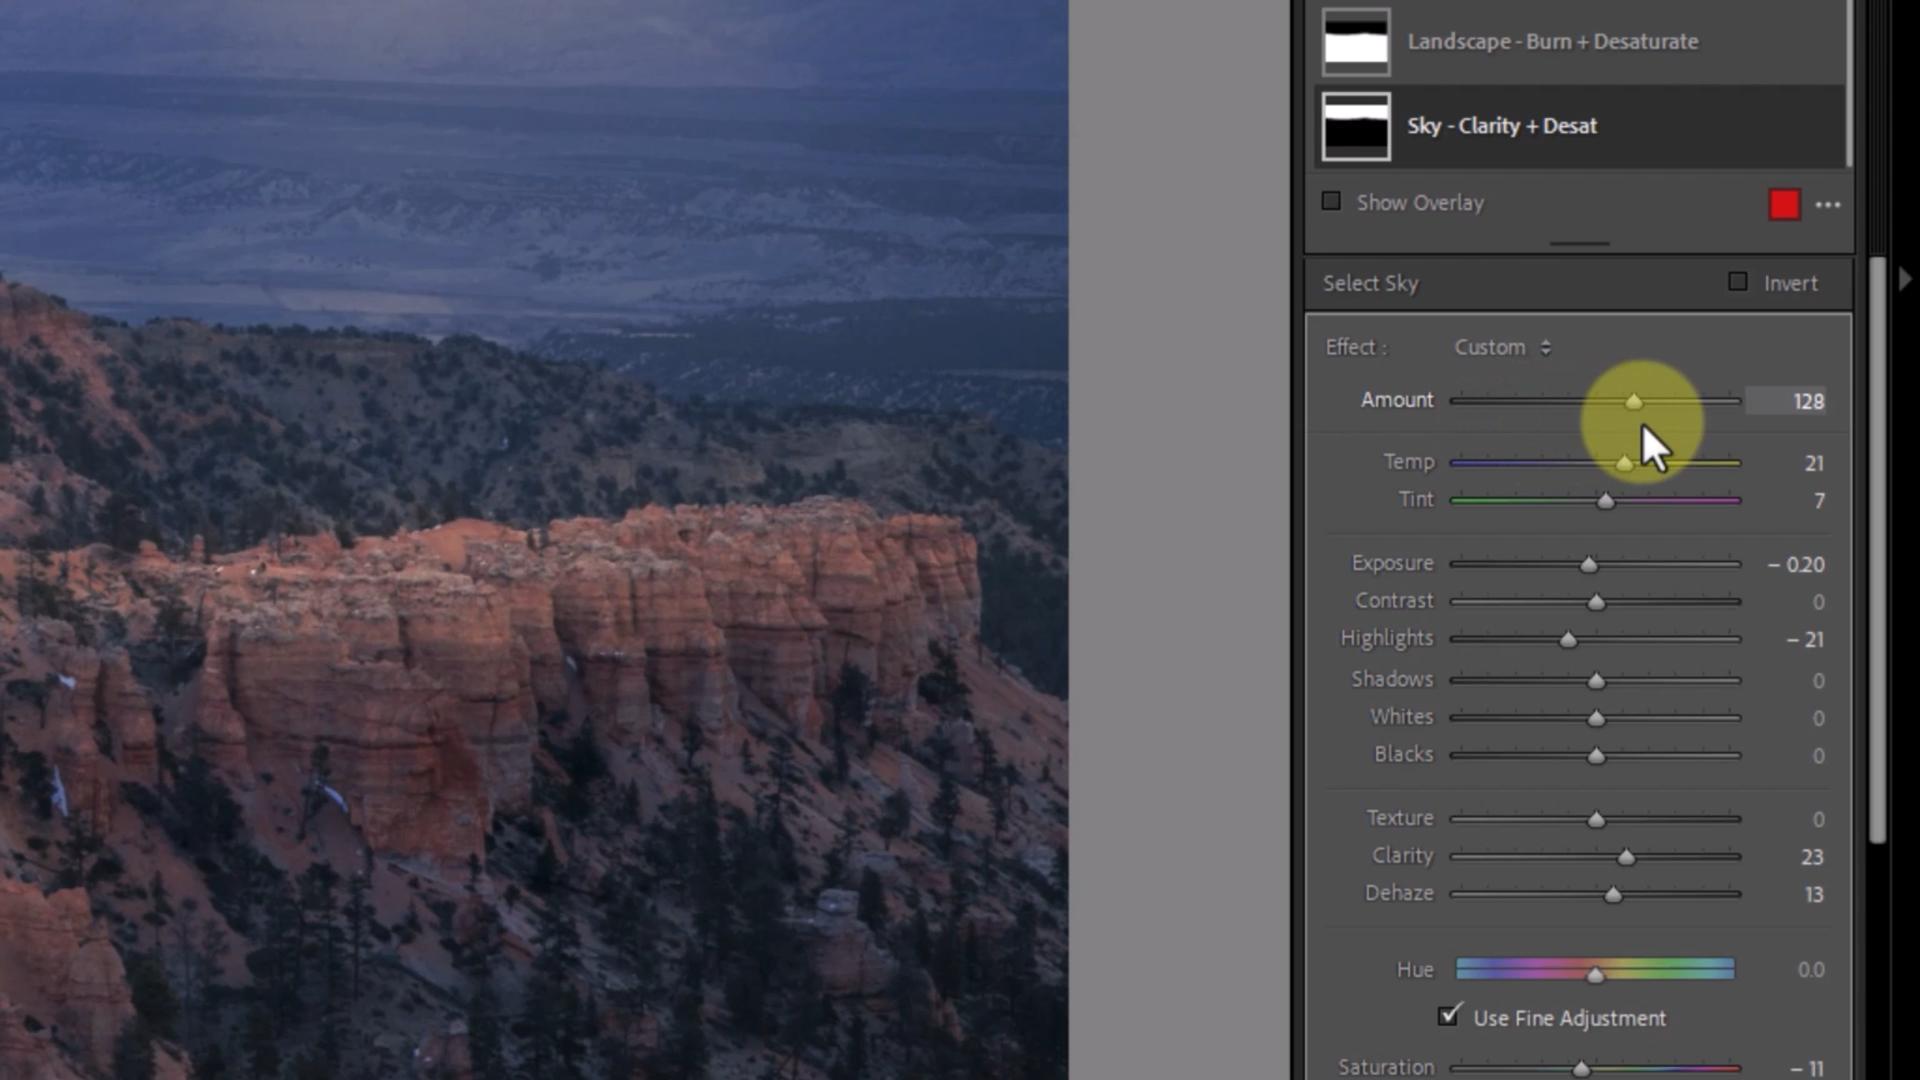 Landscape - Burn + Desaturate
Sky - Clarity + Desat
Show Overlay
Select Sky Invert
Effect : Custom
Amount 128
Temp 21
Tint 7
Exposure – 0.20
Contrast 0
Highlights – 21
Shadows 0
Whites 0
Blacks 0
Texture 0
Clarity 23
Dehaze 13
Hue 0.0
Use Fine Adjustment
Saturation – 11